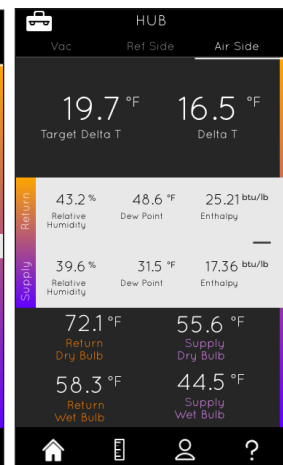 HUB
Vac Ref Side Air Side
19.7 °F 16.5 °F
Target Delta T Delta T
Return
43.2 % 48.6 °F 25.21 btu/lb
Relative Humidity Dew Point Enthalpy
Supply
39.6 % 31.5 °F 17.36 btu/lb
Relative Humidity Dew Point Enthalpy
72.1 °F 55.6 °F
Return Supply
Dry Bulb Dry Bulb
58.3 °F 44.5 °F
Return Supply
Wet Bulb Wet Bulb
?